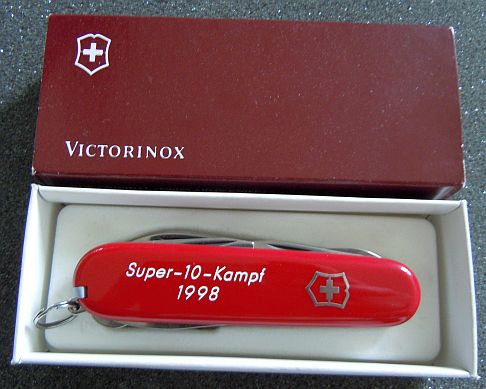 VICTORINOX
Super-10-Kampf
1998